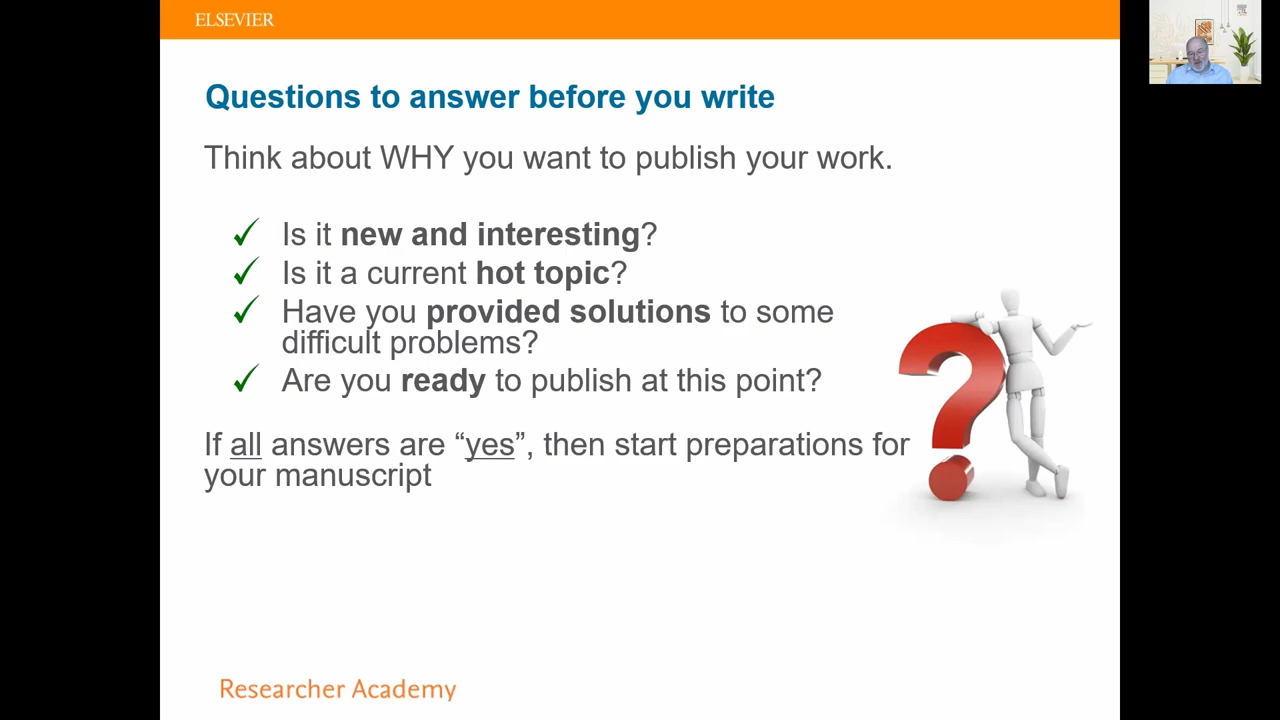 ELSEVIER
Questions to answer before you write
Think about WHY you want to publish your work.
✓ Is it new and interesting?
✓ Is it a current hot topic?
✓ Have you provided solutions to some
difficult problems?
✓ Are you ready to publish at this point?
If all answers are “yes”, then start preparations for
your manuscript
Researcher Academy